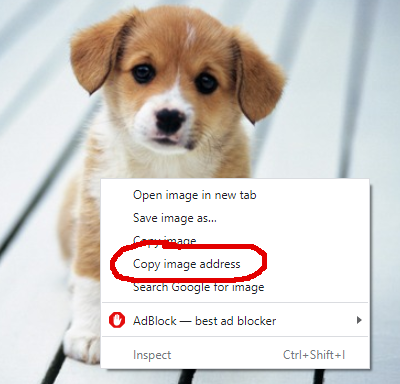 Open image in new tab
Save image as...
Copy image
Copy image address
Search Google for image
AdBlock — best ad blocker
Inspect Ctrl+Shift+I